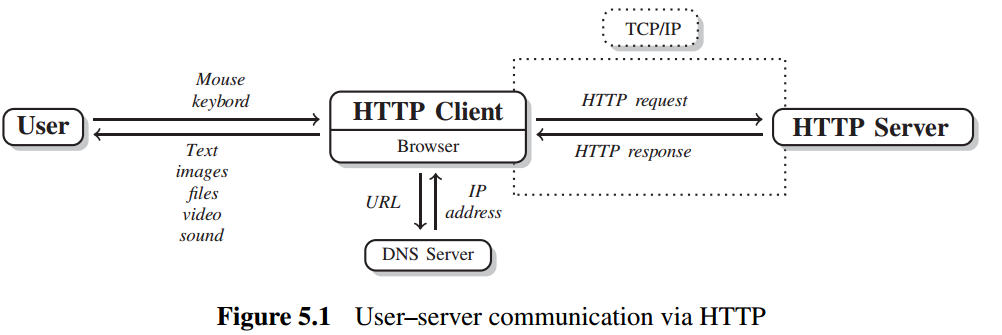 TCP/IP
Mouse
keybord
User
Text
images
files
video
sound
HTTP Client
Browser
HTTP request
HTTP response
HTTP Server
URL
IP
address
DNS Server
Figure 5.1 User–server communication via HTTP